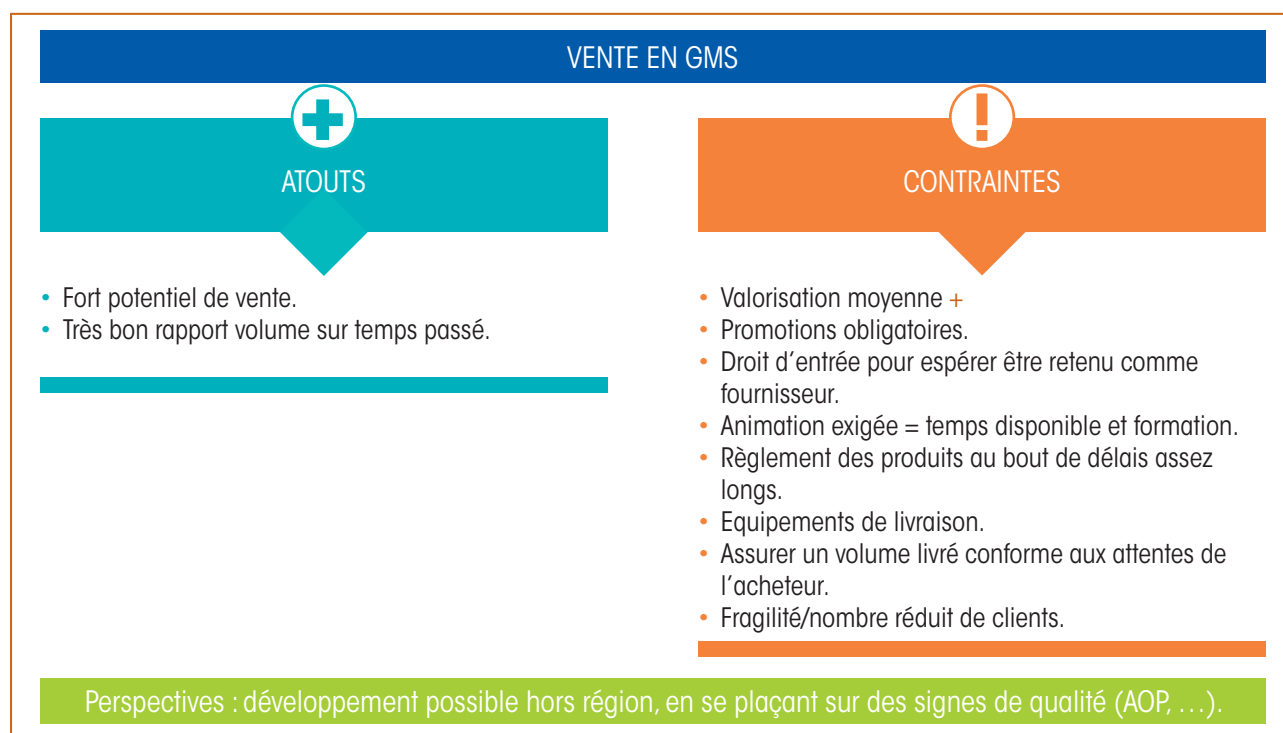 VENTE EN GMS
ATOUTS
• Fort potentiel de vente.
• Très bon rapport volume sur temps passé.
CONTRAINTES
• Valorisation moyenne +
• Promotions obligatoires.
• Droit d'entrée pour espérer être retenu comme
fournisseur.
• Animation exigée = temps disponible et formation.
• Règlement des produits au bout de délais assez
longs.
• Equipements de livraison.
• Assurer un volume livré conforme aux attentes de
l'acheteur.
• Fragilité/nombre réduit de clients.
Perspectives : développement possible hors région, en se plaçant sur des signes de qualité (AOP, ...).